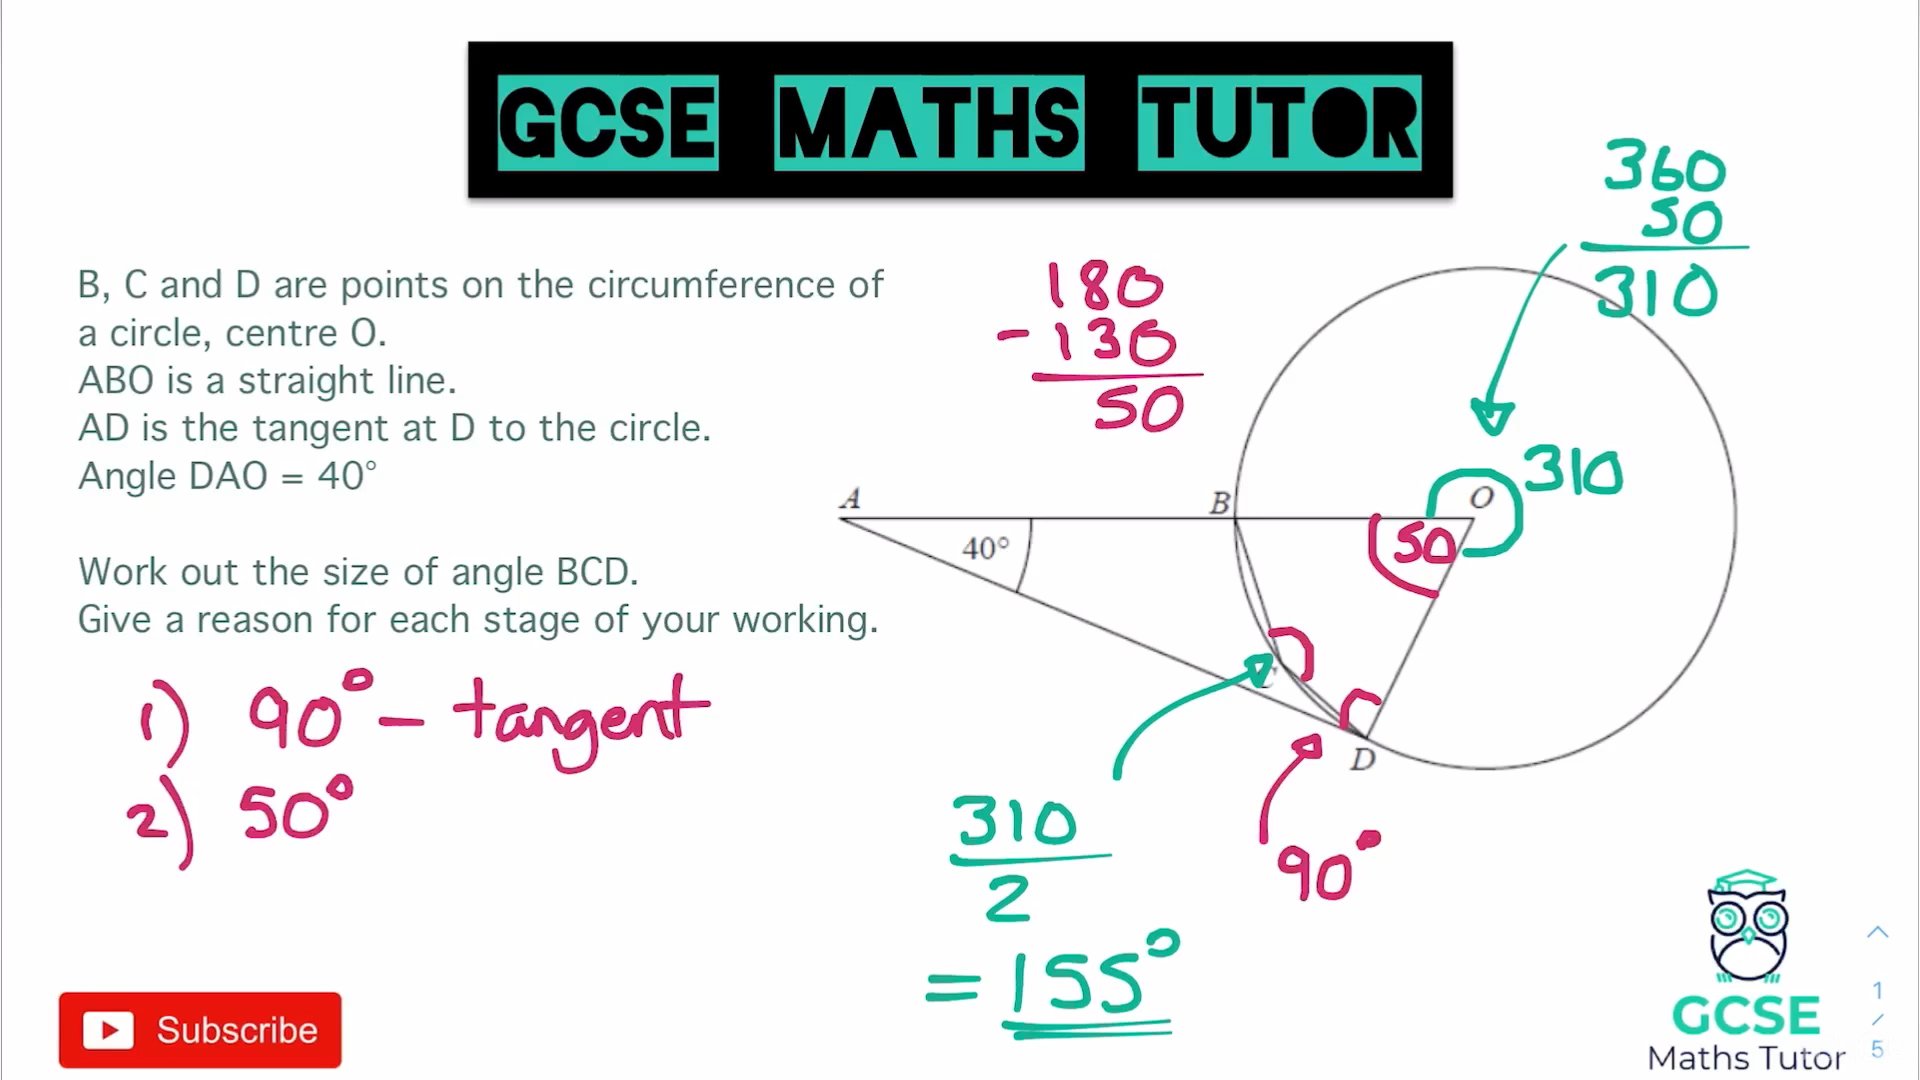 GCSE MATHS TUTOR
360
50
310
B, C and D are points on the circumference of
a circle, centre O.
ABO is a straight line.
AD is the tangent at D to the circle.
Angle DAO = 40°
180
- 130
50
Work out the size of angle BCD.
Give a reason for each stage of your working.
A
B
O
310
40°
50
C
D
1) 90° – tangent
2) 50°
310
2
= 155°
90°
Subscribe
GCSE
Maths Tutor
1
/
5